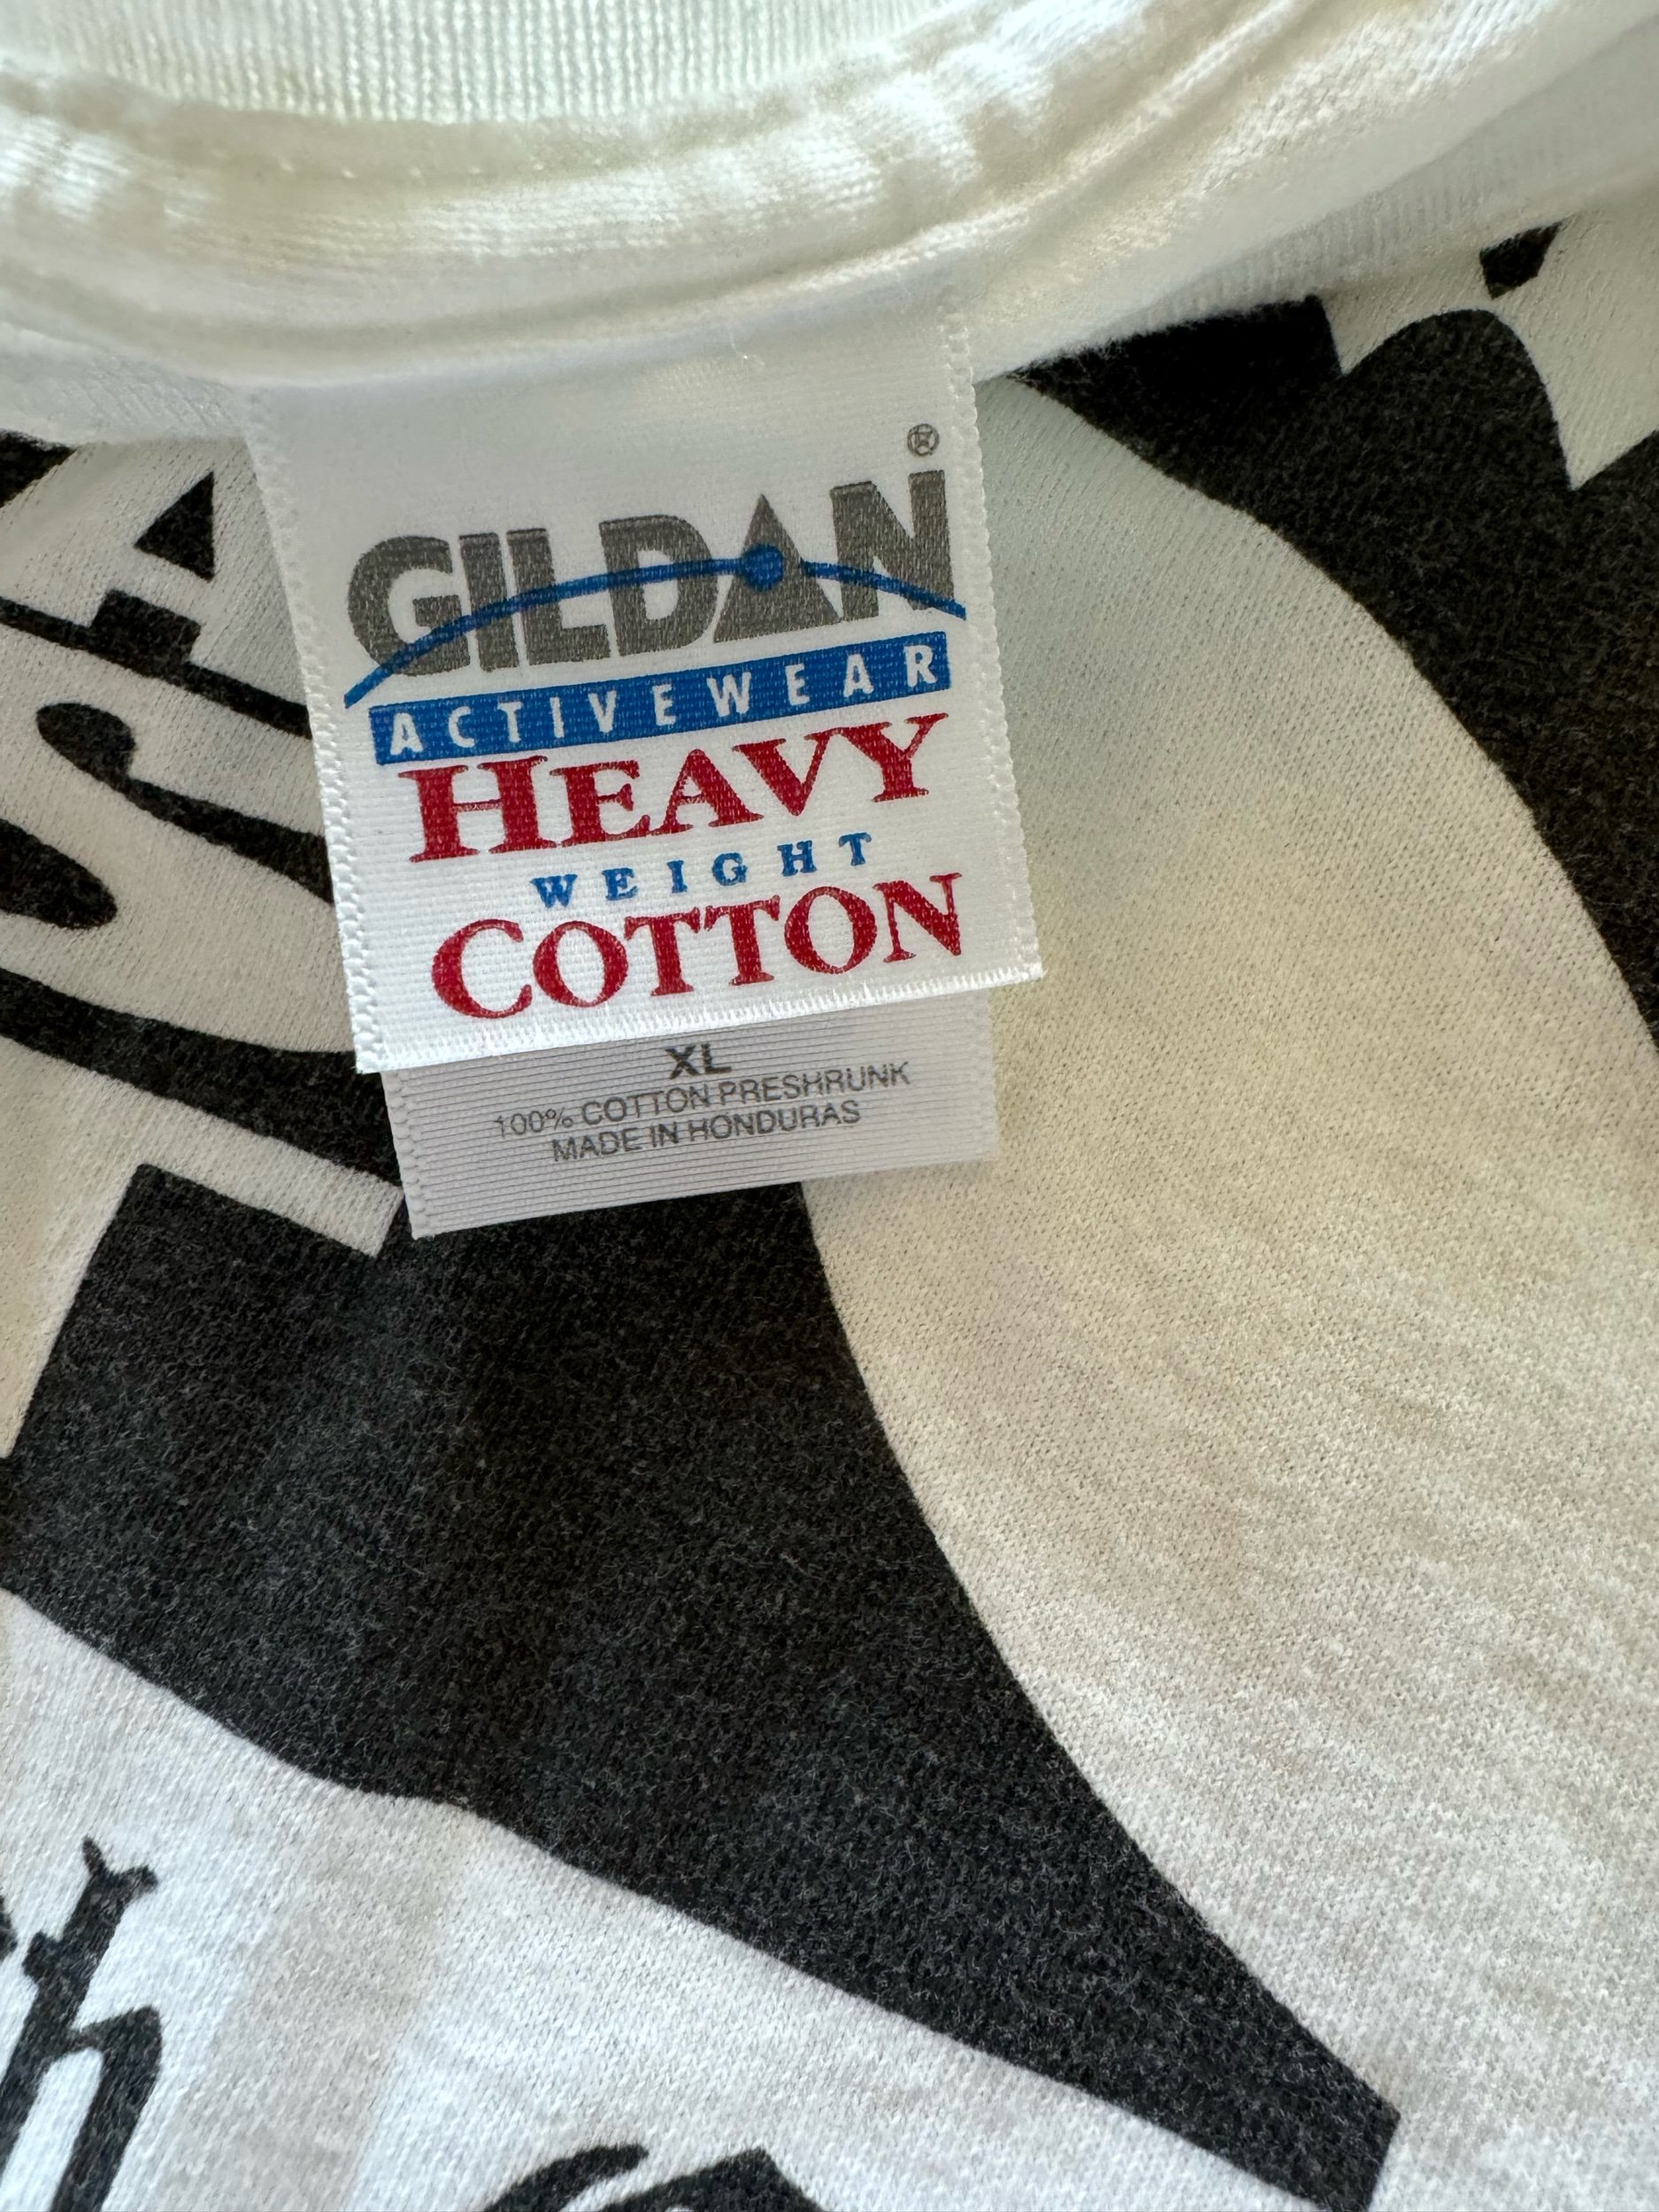 GILDAN®
ACTIVEWEAR
HEAVY
WEIGHT
COTTON
XL
100% COTTON PRESHRUNK
MADE IN HONDURAS